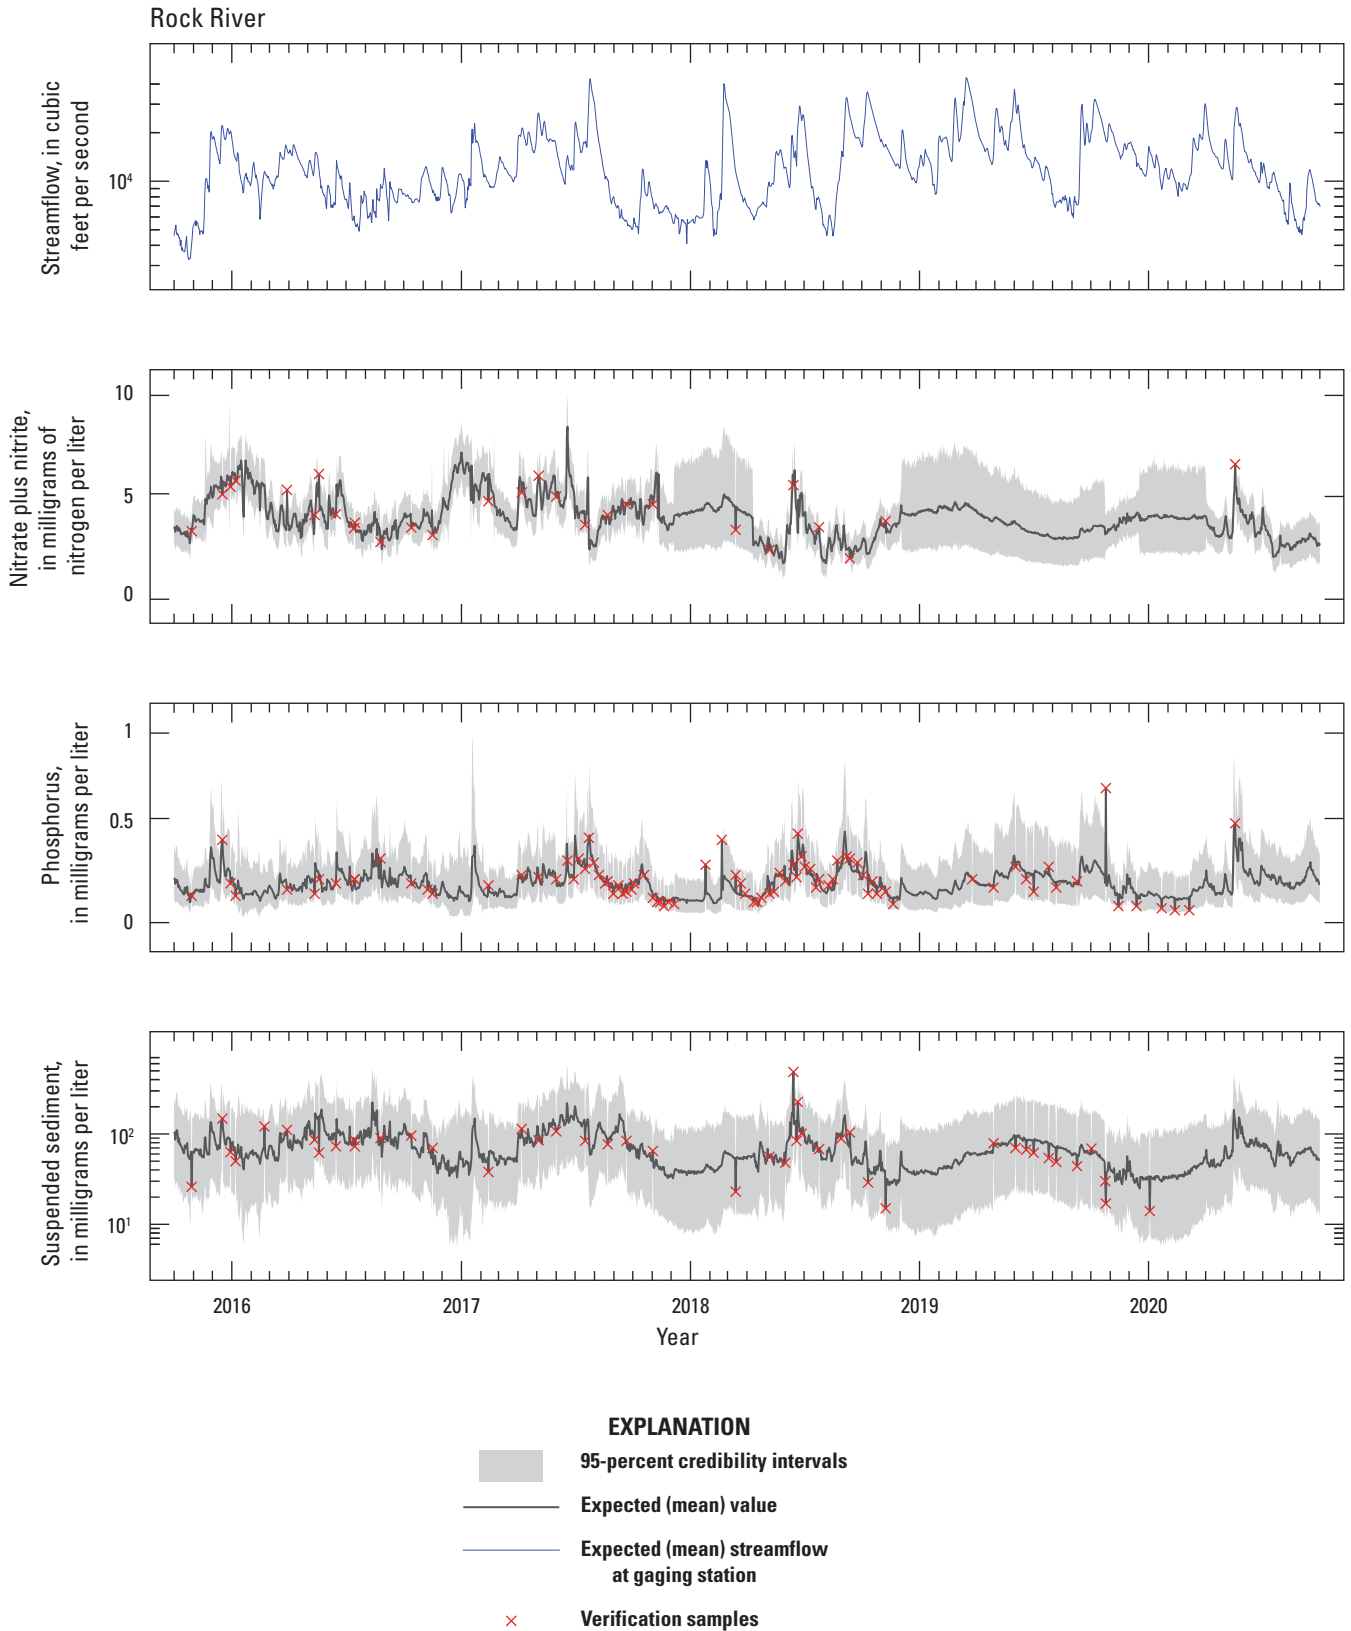 Rock River
Streamflow, in cubic
feet per second
10⁴
Nitrate plus nitrite,
in milligrams of
nitrogen per liter
10
5
0
Phosphorus,
in milligrams per liter
1
0.5
0
Suspended sediment,
in milligrams per liter
10²
10¹
2016
2017
2018
2019
2020
Year
EXPLANATION
95-percent credibility intervals
Expected (mean) value
Expected (mean) streamflow
at gaging station
Verification samples